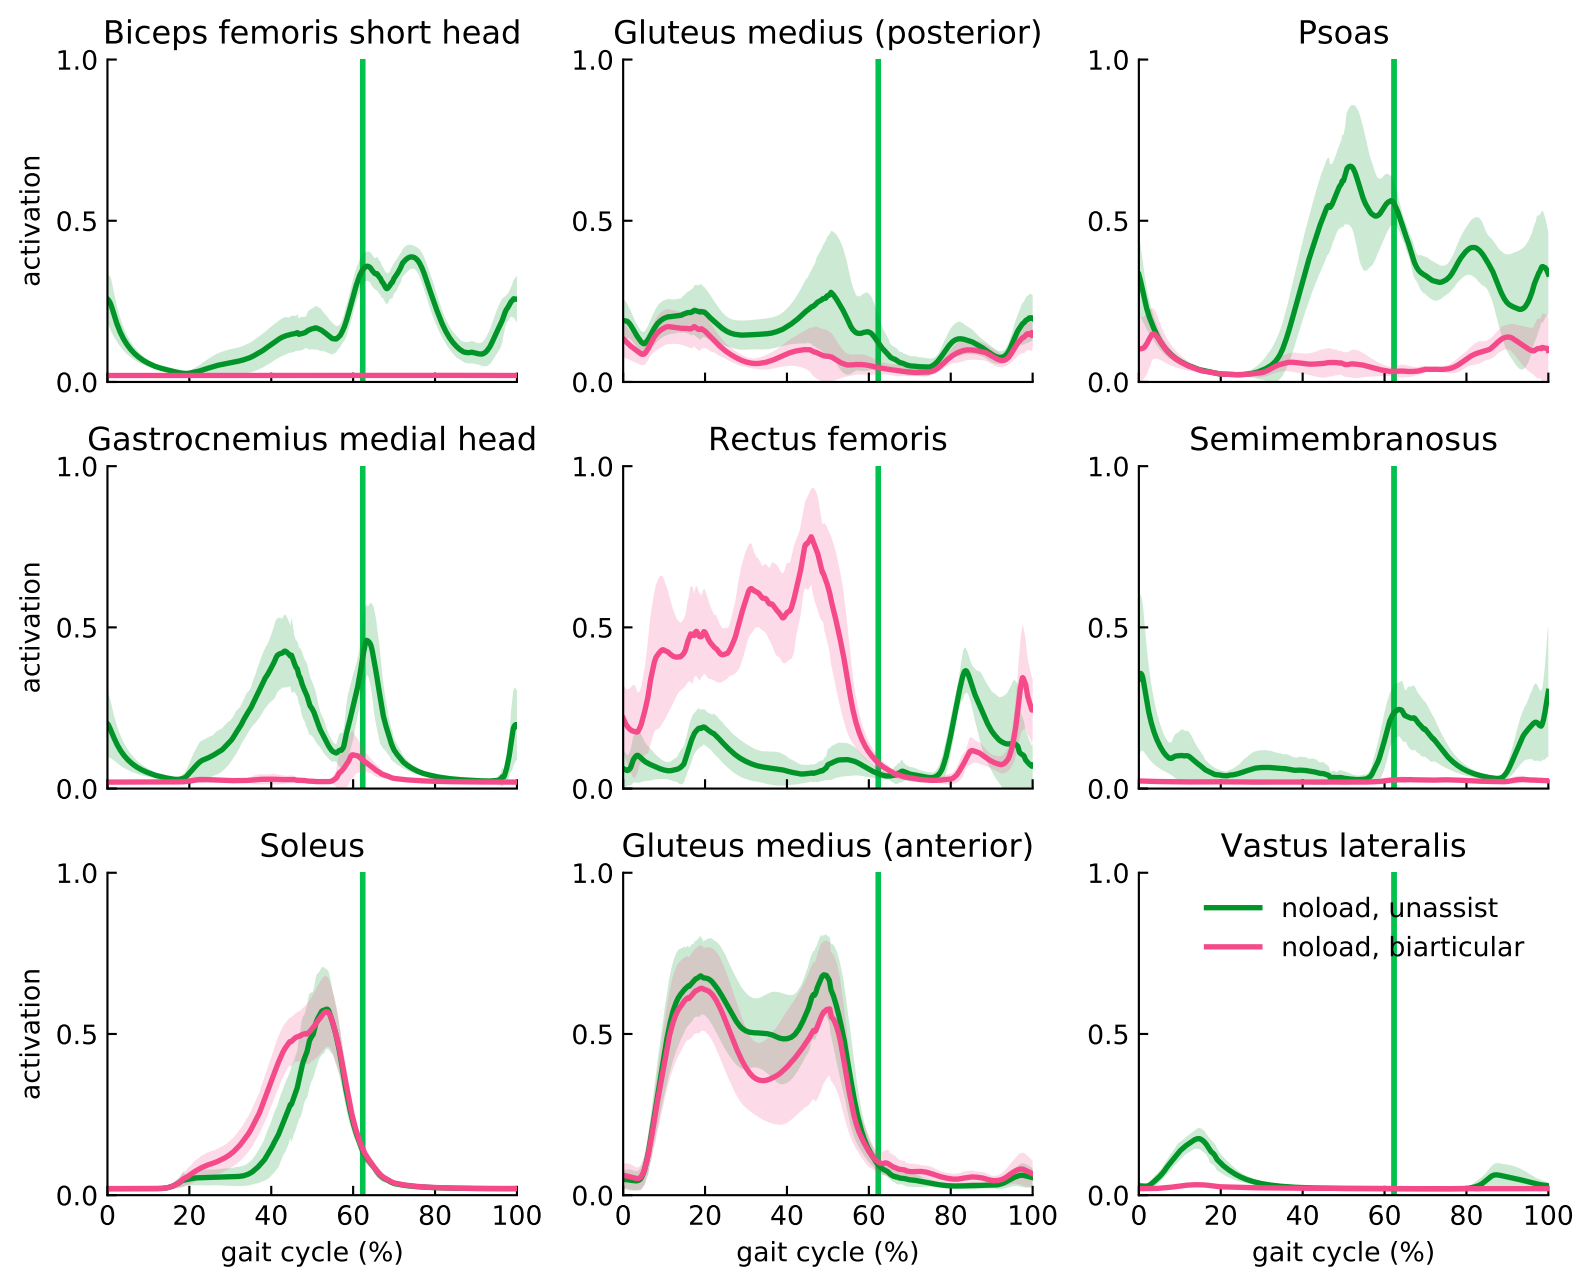 Biceps femoris short head
Gluteus medius (posterior)
Psoas
1.0
0.5
0.0
activation
1.0
0.5
0.0
1.0
0.5
0.0
Gastrocnemius medial head
Rectus femoris
Semimembranosus
1.0
0.5
0.0
activation
1.0
0.5
0.0
1.0
0.5
0.0
Soleus
Gluteus medius (anterior)
Vastus lateralis
1.0
0.5
0.0
activation
0 20 40 60 80 100
gait cycle (%)
1.0
0.5
0.0
0 20 40 60 80 100
gait cycle (%)
1.0
0.5
0.0
noload, unassist
noload, biarticular
0 20 40 60 80 100
gait cycle (%)